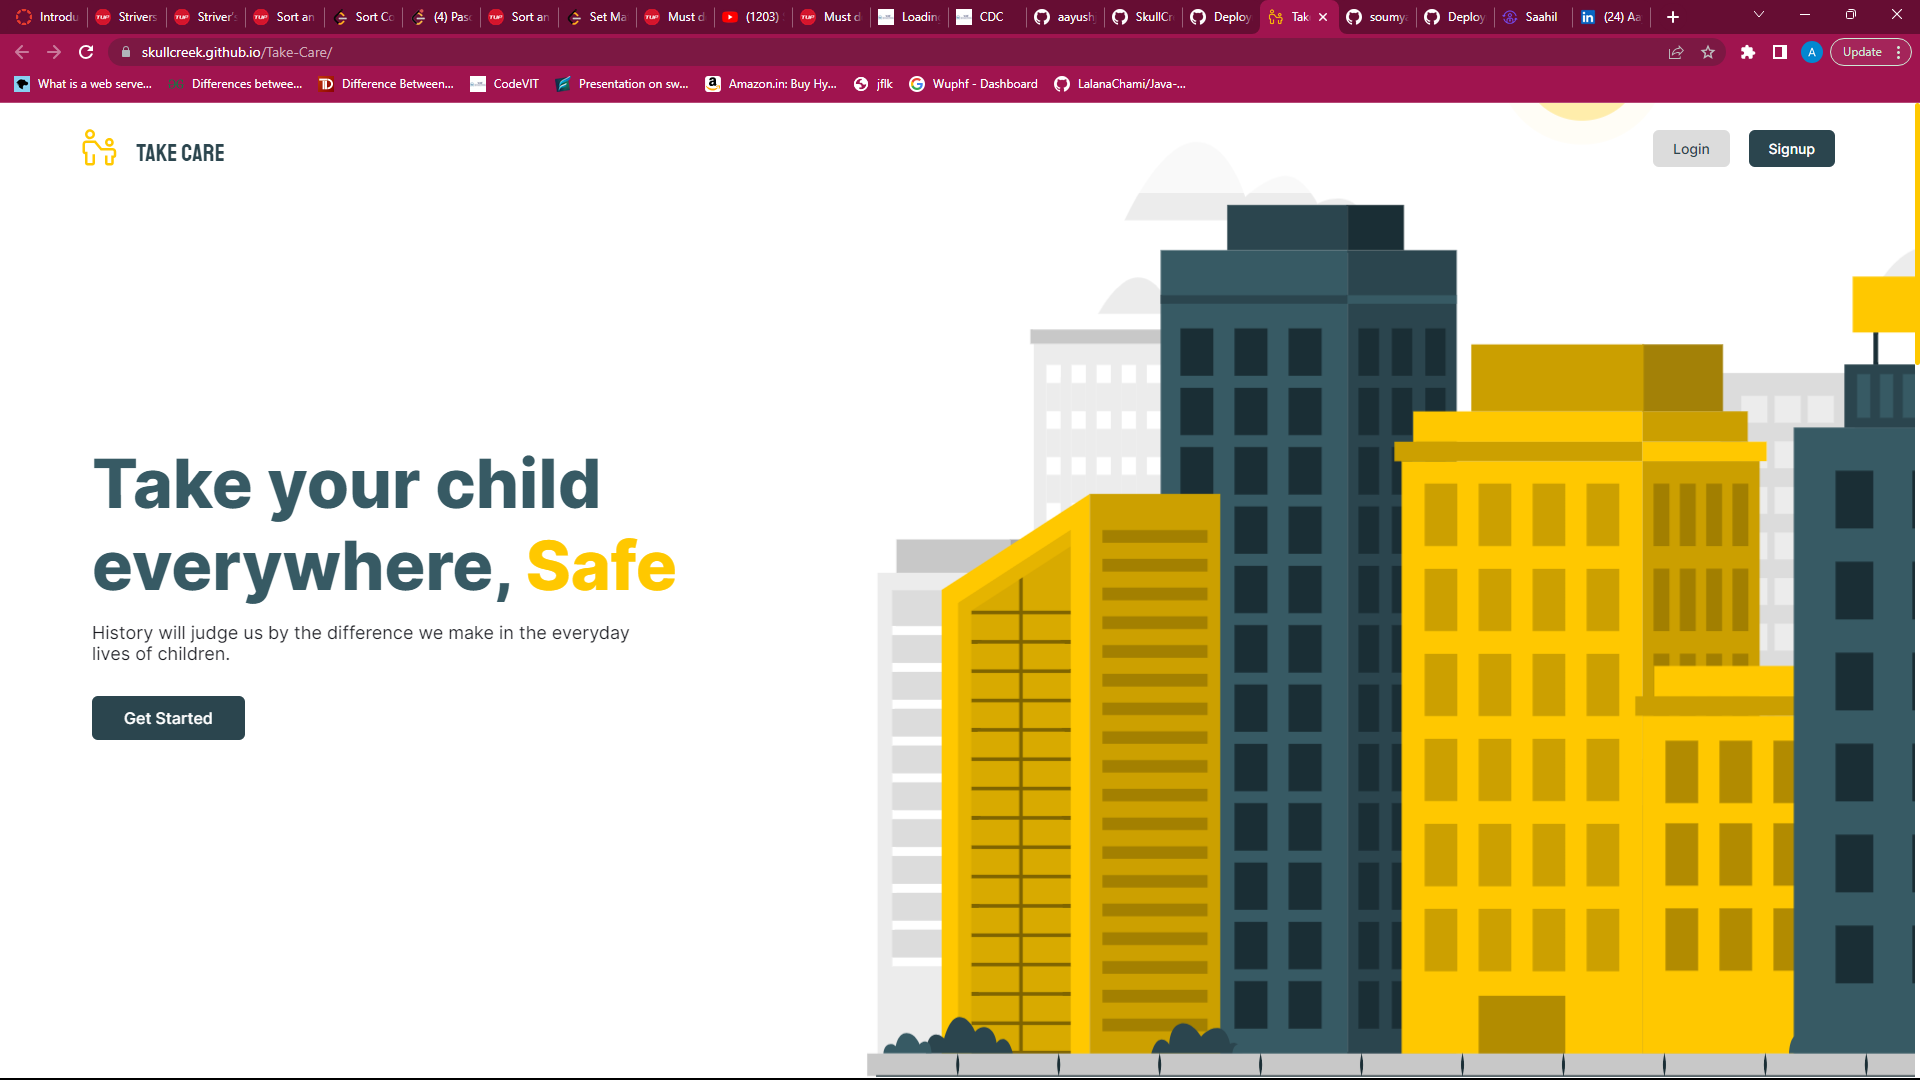 Introdu
Strivers
Striver's
Sort an
Sort Co
(4) Pasc
Sort an
Set Ma
Must d
(1203)
Must d
Loading
CDC
aayush
SkullCr
Deploy
Take
soumya
Deploy
Saahil
(24) Aa
skullcreek.github.io/Take-Care/
A
Update
What is a web serve...
Differences betwee...
Difference Between...
CodeVIT
Presentation on sw...
Amazon.in: Buy Hy...
jflk
Wuphf - Dashboard
LalanaChami/Java-...
TAKE CARE
Login
Signup
Take your child
everywhere, Safe
History will judge us by the difference we make in the everyday
lives of children.
Get Started